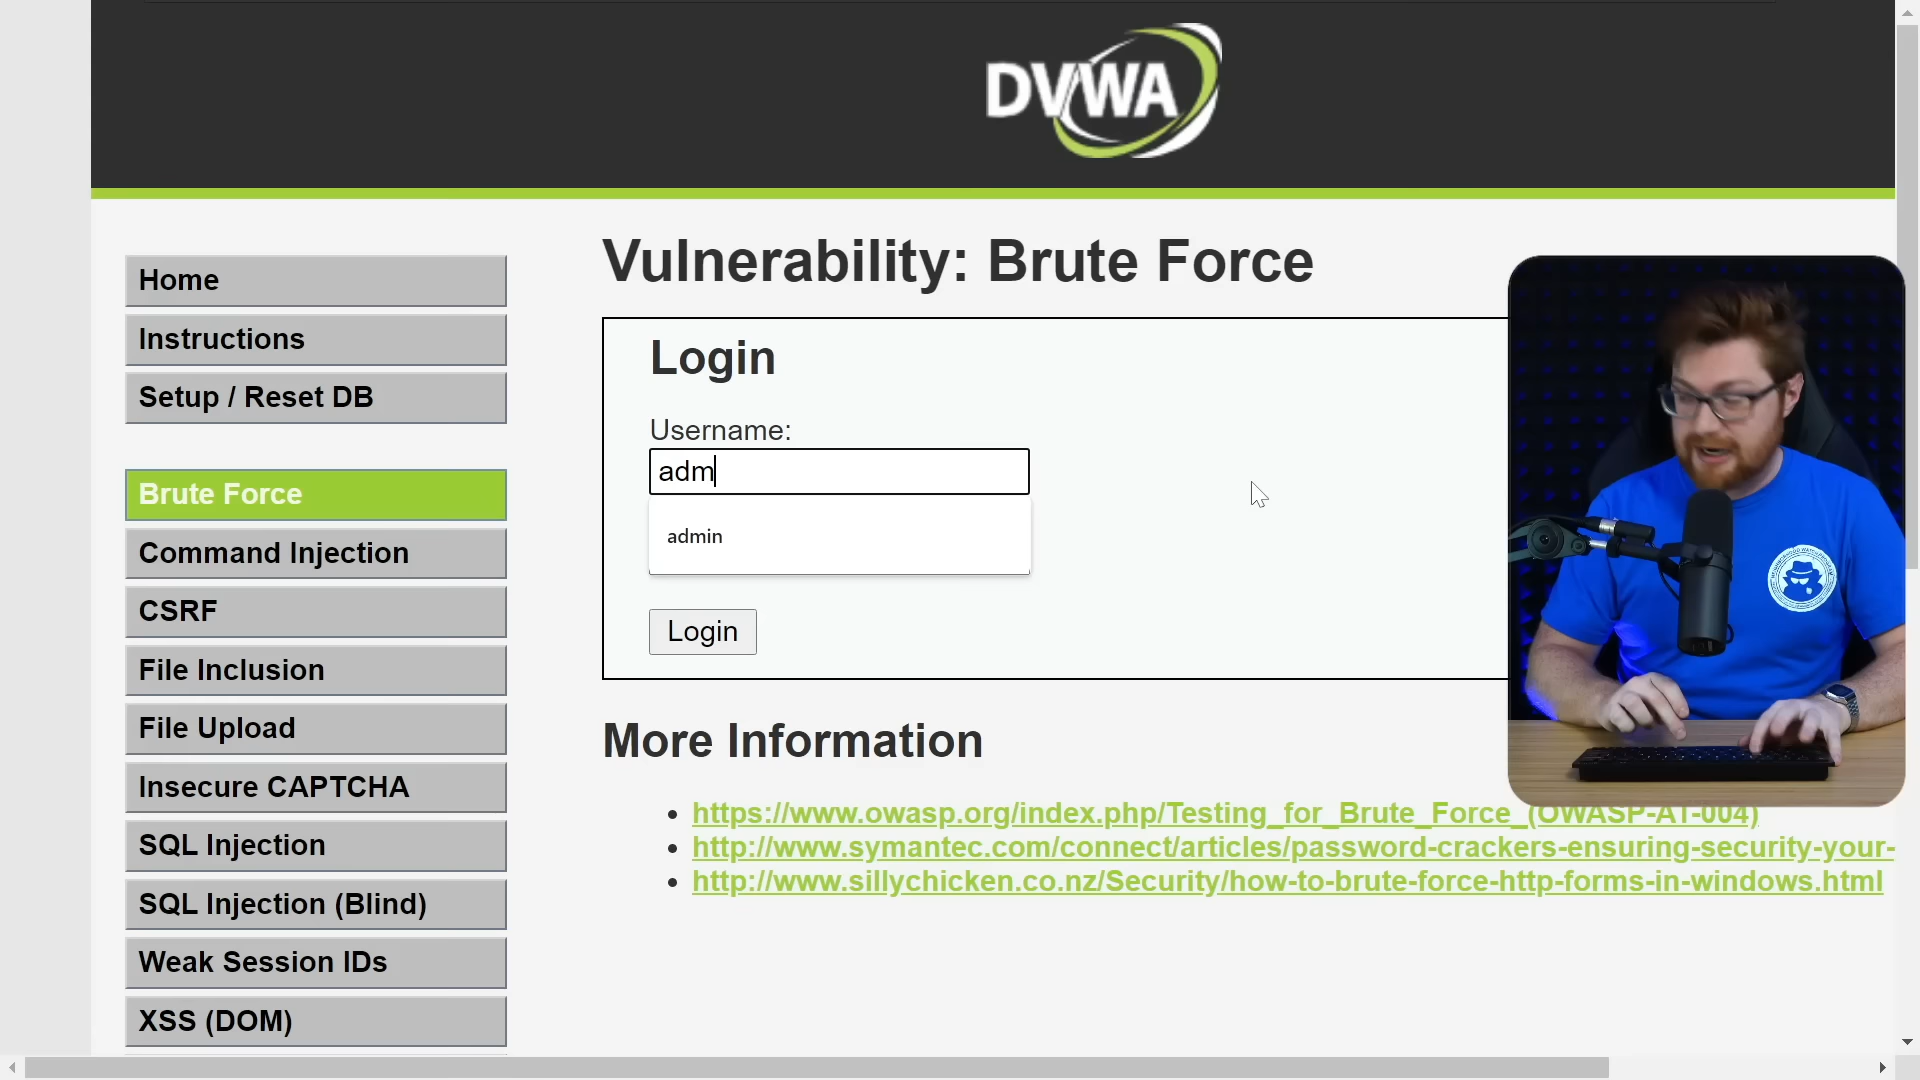 DVWA
Vulnerability: Brute Force
Home
Instructions
Setup / Reset DB
Brute Force
Command Injection
CSRF
File Inclusion
File Upload
Insecure CAPTCHA
SQL Injection
SQL Injection (Blind)
Weak Session IDs
XSS (DOM)
Login
Username:
adm
admin
Login
More Information
https://www.owasp.org/index.php/Testing_for_Brute_Force_(OWASP-AT-004)
http://www.symantec.com/connect/articles/password-crackers-ensuring-security-your-
http://www.sillychicken.co.nz/Security/how-to-brute-force-http-forms-in-windows.html